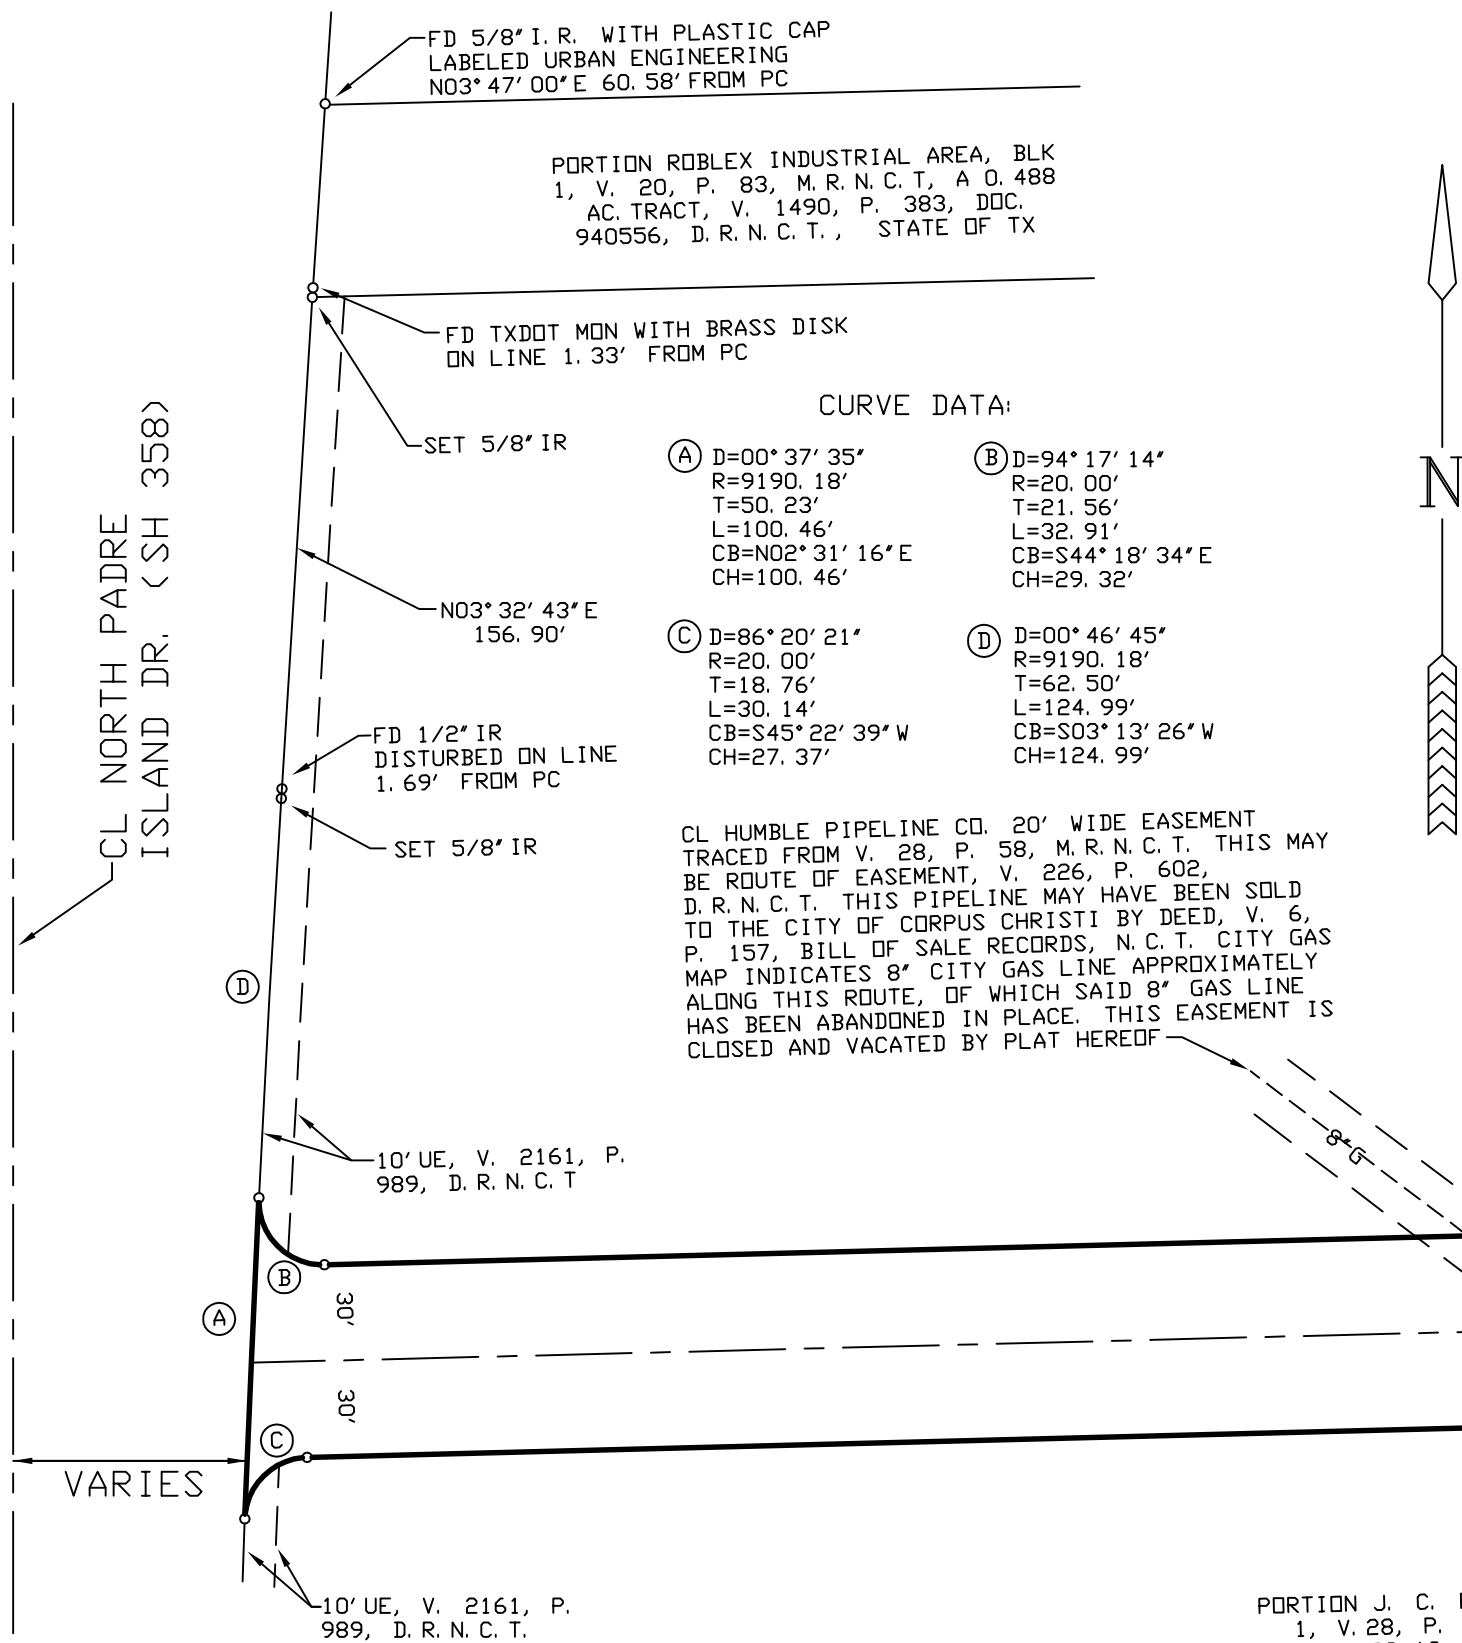 FD 5/8" I.R. WITH PLASTIC CAP
LABELED URBAN ENGINEERING
N03°47'00"E 60.58' FROM PC
PORTION ROBLEX INDUSTRIAL AREA, BLK
1, V. 20, P. 83, M.R.N.C.T, A 0.488
AC. TRACT, V. 1490, P. 383, DOC.
940556, D.R.N.C.T., STATE OF TX
FD TXDOT MON WITH BRASS DISK
ON LINE 1.33' FROM PC
SET 5/8" IR
CL NORTH PADRE
ISLAND DR. (SH 358)
CURVE DATA:
A D=00°37'35"
R=9190.18'
T=50.23'
L=100.46'
CB=N02°31'16"E
CH=100.46'
B D=94°17'14"
R=20.00'
T=21.56'
L=32.91'
CB=S44°18'34"E
CH=29.32'
C D=86°20'21"
R=20.00'
T=18.76'
L=30.14'
CB=S45°22'39"W
CH=27.37'
D D=00°46'45"
R=9190.18'
T=62.50'
L=124.99'
CB=S03°13'26"W
CH=124.99'
N
N03°32'43"E
156.90'
FD 1/2" IR
DISTURBED ON LINE
1.69' FROM PC
SET 5/8" IR
CL HUMBLE PIPELINE CO. 20' WIDE EASEMENT
TRACED FROM V. 28, P. 58, M.R.N.C.T. THIS MAY
BE ROUTE OF EASEMENT, V. 226, P. 602,
D.R.N.C.T. THIS PIPELINE MAY HAVE BEEN SOLD
TO THE CITY OF CORPUS CHRISTI BY DEED, V. 6,
P. 157, BILL OF SALE RECORDS, N.C.T. CITY GAS
MAP INDICATES 8" CITY GAS LINE APPROXIMATELY
ALONG THIS ROUTE, OF WHICH SAID 8" GAS LINE
HAS BEEN ABANDONED IN PLACE. THIS EASEMENT IS
CLOSED AND VACATED BY PLAT HEREOF
D
8"G
10' UE, V. 2161, P.
989, D.R.N.C.T
B
A
30'
30'
C
VARIES
10' UE, V. 2161, P.
989, D.R.N.C.T.
PORTION J. C.
1, V. 28, P.